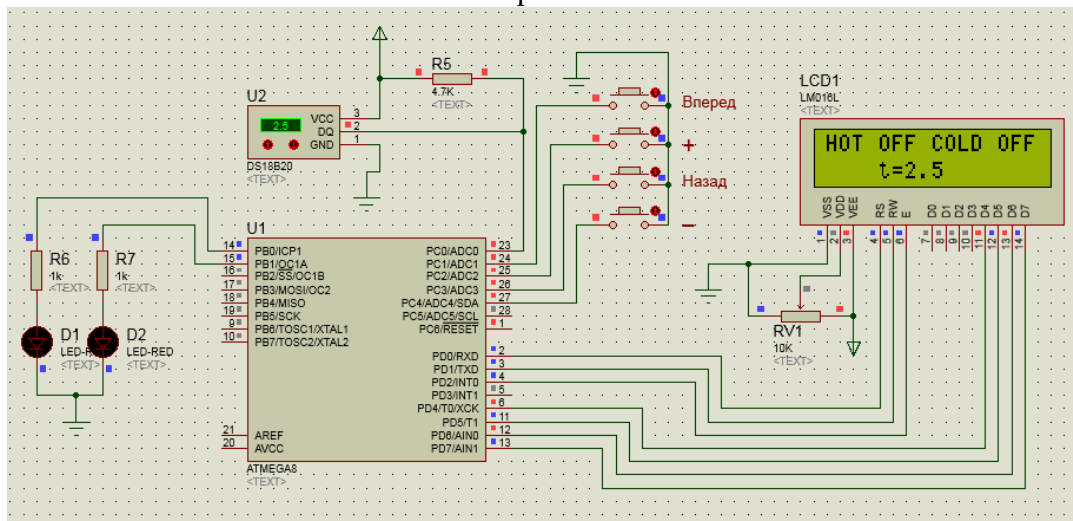 R5
4.7K
<TEXT>
U2
2.5
VCC 3
DQ 2
GND 1
DS18B20
<TEXT>
Вперед
+
Назад
–
LCD1
LM016L
<TEXT>
HOT OFF COLD OFF
t=2.5
VSS VDD VEE RS RW E D0 D1 D2 D3 D4 D5 D6 D7
1 2 3 4 5 6 7 8 9 10 11 12 13 14
RV1
10K
<TEXT>
R6
1k
<TEXT>
R7
1k
<TEXT>
D1
LED-R
<TEXT>
D2
LED-RED
<TEXT>
U1
14 PB0/ICP1
15 PB1/OC1A
16 PB2/SS/OC1B
17 PB3/MOSI/OC2
18 PB4/MISO
19 PB5/SCK
9 PB6/TOSC1/XTAL1
10 PB7/TOSC2/XTAL2
21 AREF
20 AVCC
PC0/ADC0 23
PC1/ADC1 24
PC2/ADC2 25
PC3/ADC3 26
PC4/ADC4/SDA 27
PC5/ADC5/SCL 28
PC6/RESET 1
PD0/RXD 2
PD1/TXD 3
PD2/INT0 4
PD3/INT1 5
PD4/T0/XCK 6
PD5/T1 11
PD6/AIN0 12
PD7/AIN1 13
ATMEGA8
<TEXT>